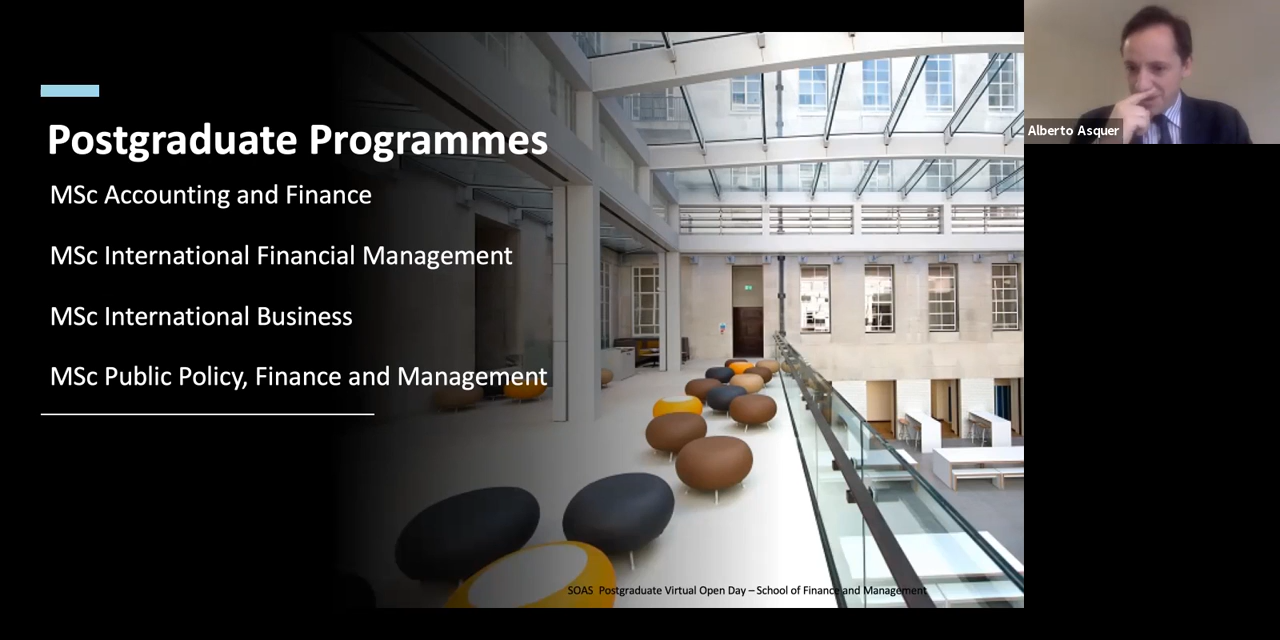 Postgraduate Programmes
MSc Accounting and Finance
MSc International Financial Management
MSc International Business
MSc Public Policy, Finance and Management
SOAS Postgraduate Virtual Open Day – School of Finance and Management
Alberto Asquer